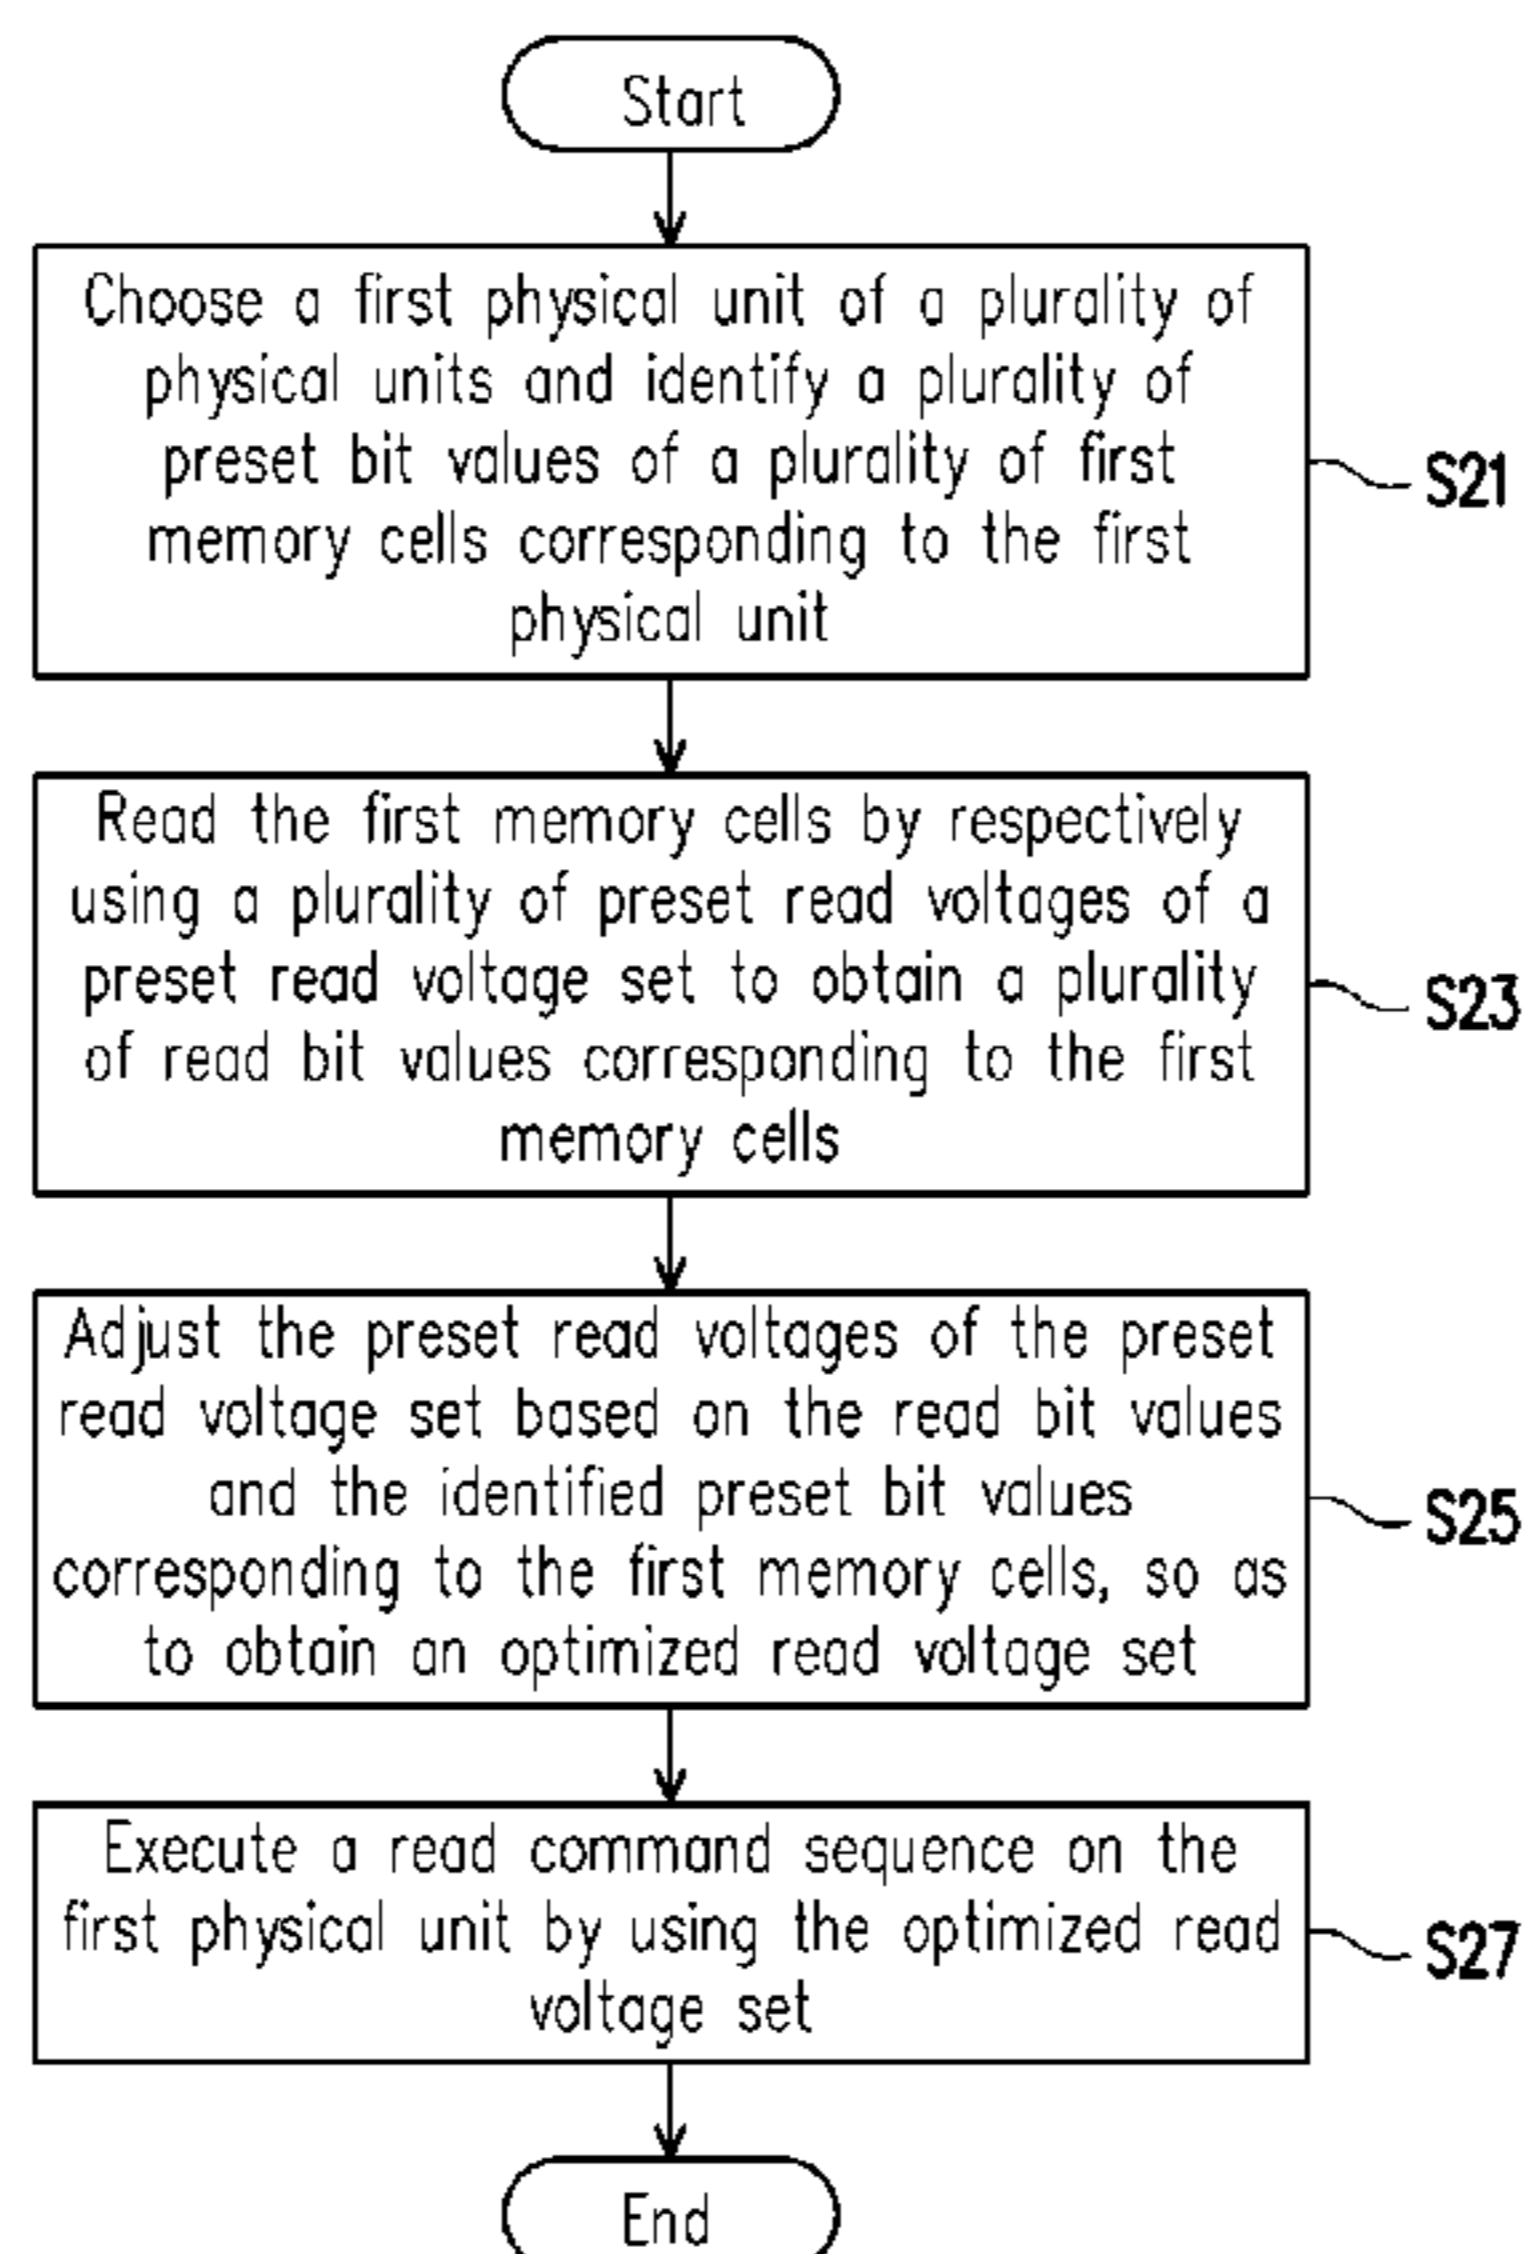 Start
Choose a first physical unit of a plurality of
physical units and identify a plurality of
preset bit values of a plurality of first
memory cells corresponding to the first
physical unit
S21
Read the first memory cells by respectively
using a plurality of preset read voltages of a
preset read voltage set to obtain a plurality
of read bit values corresponding to the first
memory cells
S23
Adjust the preset read voltages of the preset
read voltage set based on the read bit values
and the identified preset bit values
corresponding to the first memory cells, so as
to obtain an optimized read voltage set
S25
Execute a read command sequence on the
first physical unit by using the optimized read
voltage set
S27
End